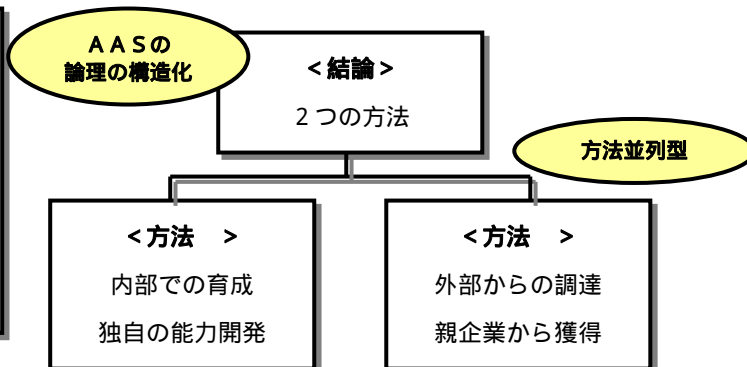 ＡＡＳの
論理の構造化
＜結論＞
２つの方法
方法並列型
＜方法　＞
内部での育成
独自の能力開発
＜方法　＞
外部からの調達
親企業から獲得